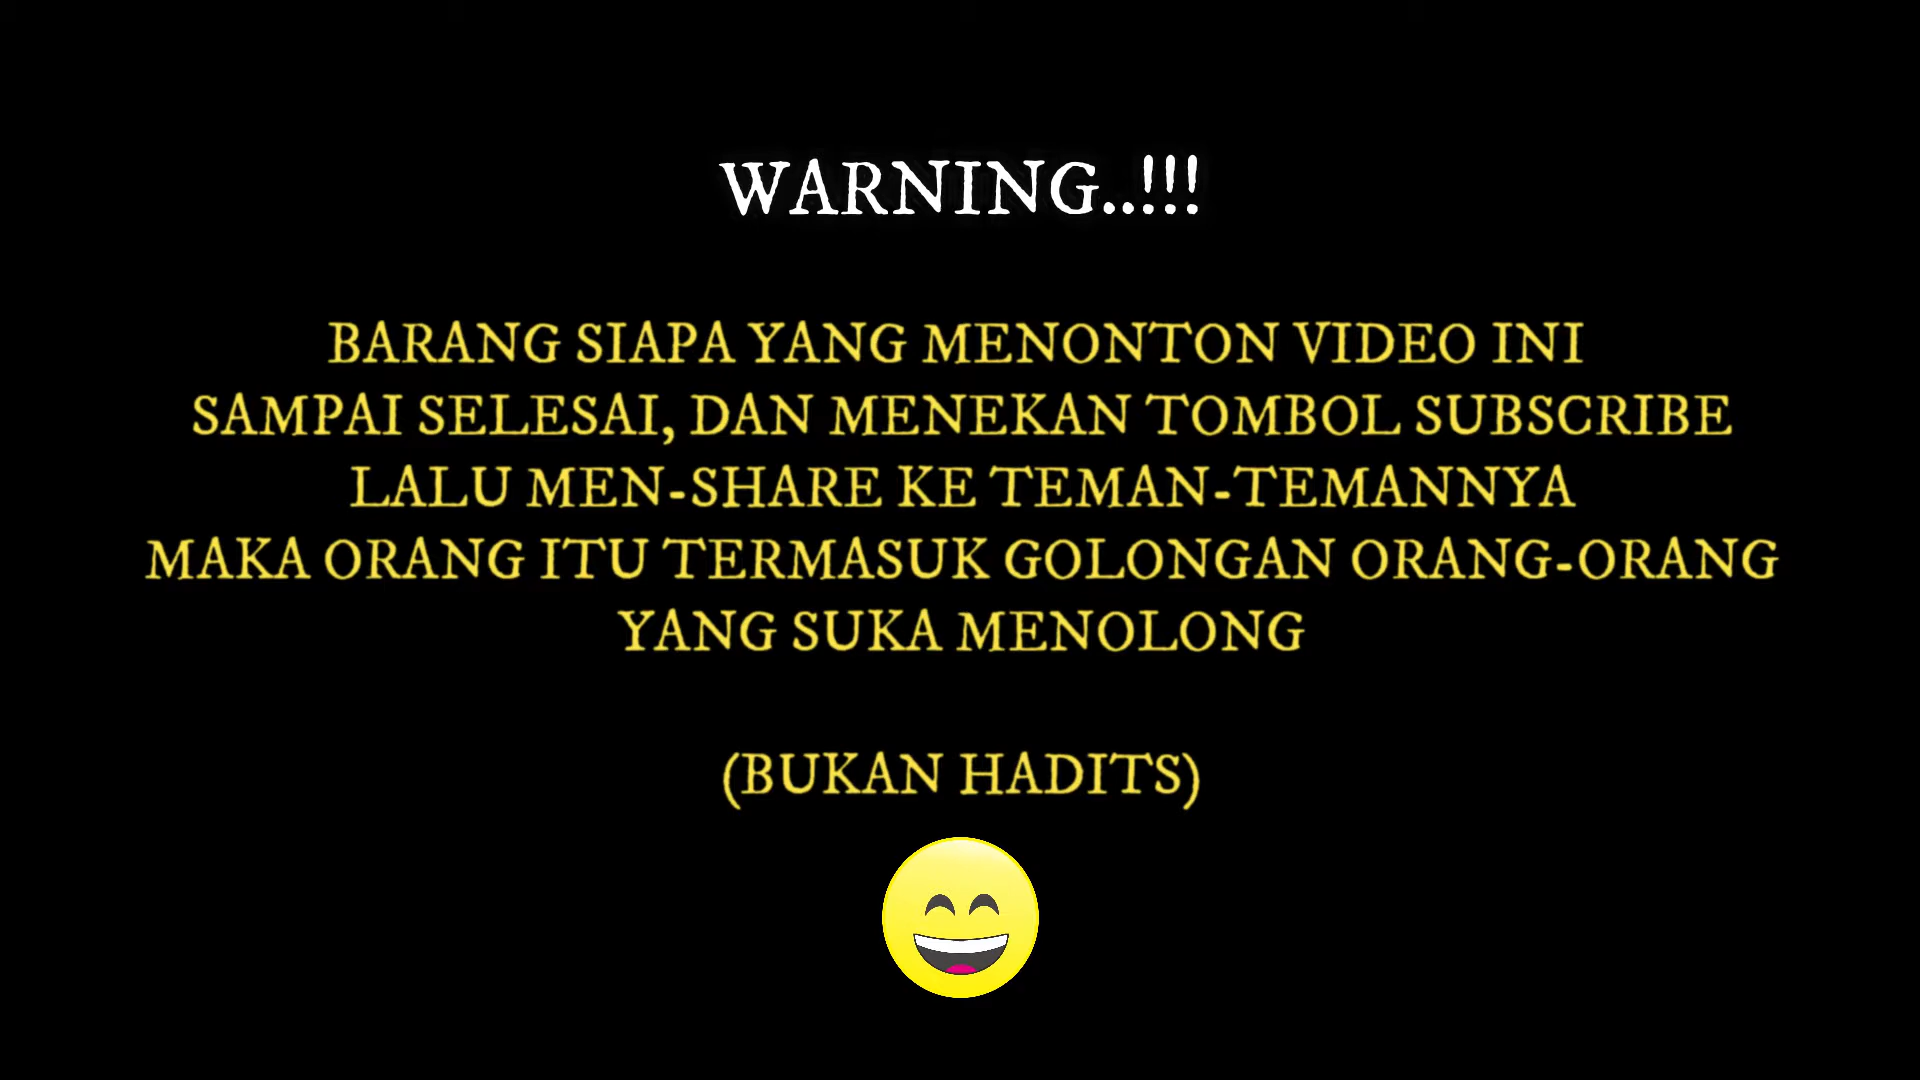 WARNING..!!!
BARANG SIAPA YANG MENONTON VIDEO INI
SAMPAI SELESAI, DAN MENEKAN TOMBOL SUBSCRIBE
LALU MEN-SHARE KE TEMAN-TEMANNYA
MAKA ORANG ITU TERMASUK GOLONGAN ORANG-ORANG
YANG SUKA MENOLONG
(BUKAN HADITS)